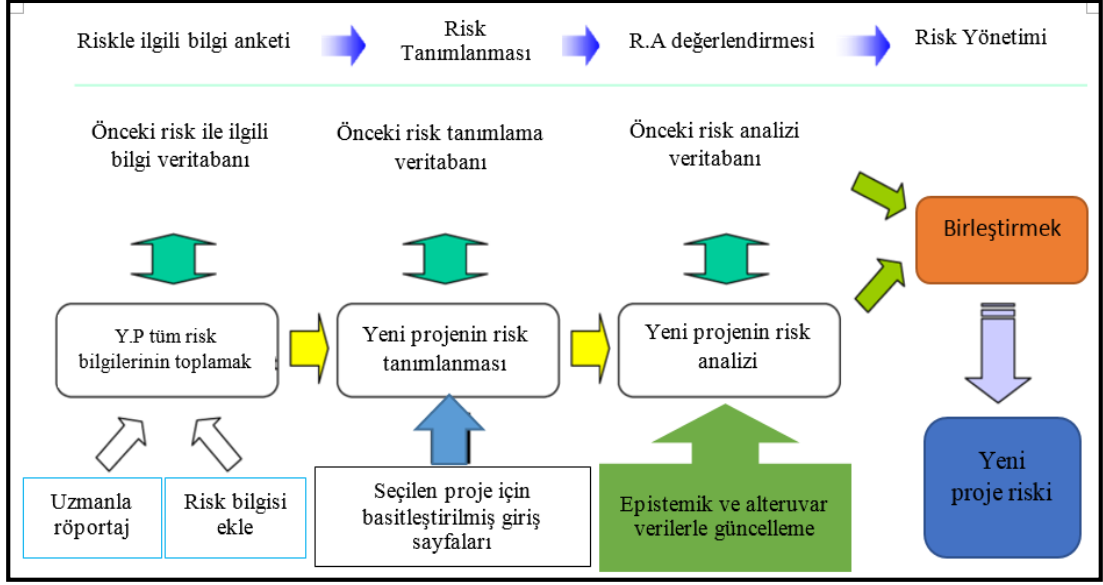 Riskle ilgili bilgi anketi
Risk
Tanımlanması
R.A değerlendirmesi
Risk Yönetimi
Önceki risk ile ilgili
bilgi veritabanı
Önceki risk tanımlama
veritabanı
Önceki risk analizi
veritabanı
Birleştirmek
Y.P tüm risk
bilgilerinin toplamak
Yeni projenin risk
tanımlanması
Yeni projenin risk
analizi
Uzmanla
röportaj
Risk bilgisi
ekle
Seçilen proje için
basitleştirilmiş giriş
sayfaları
Epistemik ve alteruvar
verilerle güncelleme
Yeni
proje riski